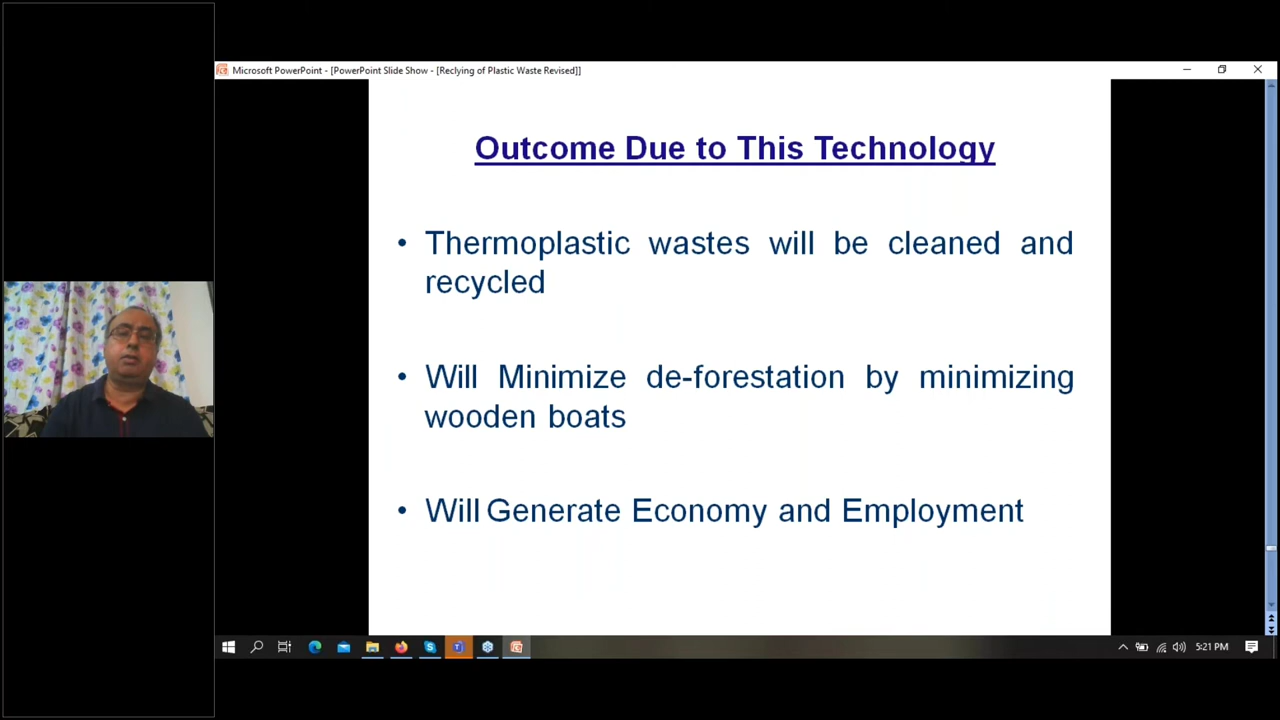 Microsoft PowerPoint - [PowerPoint Slide Show - [Reclying of Plastic Waste Revised]]
Outcome Due to This Technology
• Thermoplastic wastes will be cleaned and
recycled
• Will Minimize de-forestation by minimizing
wooden boats
• Will Generate Economy and Employment
5:21 PM